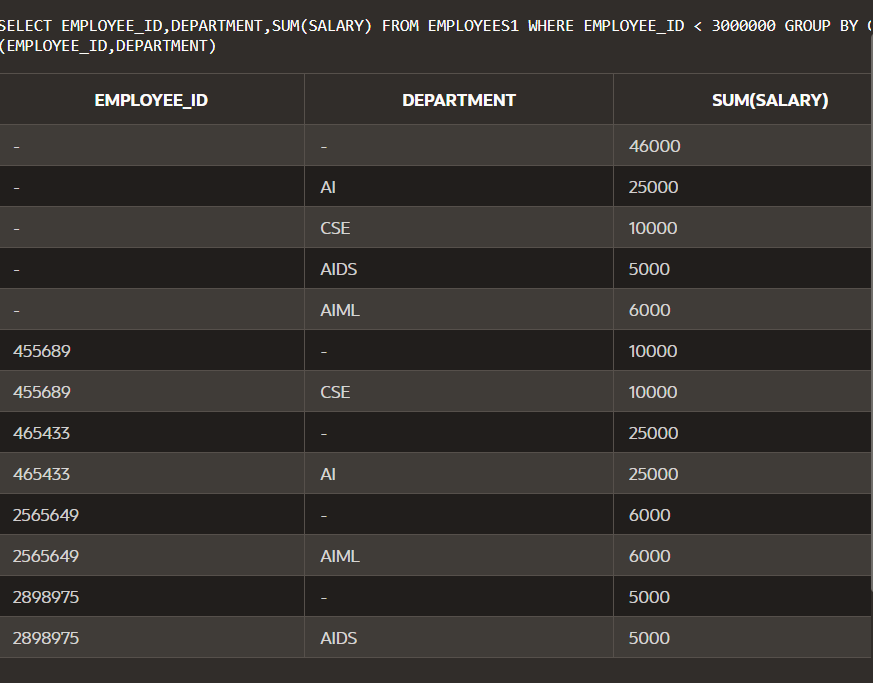 SELECT EMPLOYEE_ID,DEPARTMENT,SUM(SALARY) FROM EMPLOYEES1 WHERE EMPLOYEE_ID < 3000000 GROUP BY
(EMPLOYEE_ID,DEPARTMENT)
EMPLOYEE_ID DEPARTMENT SUM(SALARY)
- - 46000
- AI 25000
- CSE 10000
- AIDS 5000
- AIML 6000
455689 - 10000
455689 CSE 10000
465433 - 25000
465433 AI 25000
2565649 - 6000
2565649 AIML 6000
2898975 - 5000
2898975 AIDS 5000